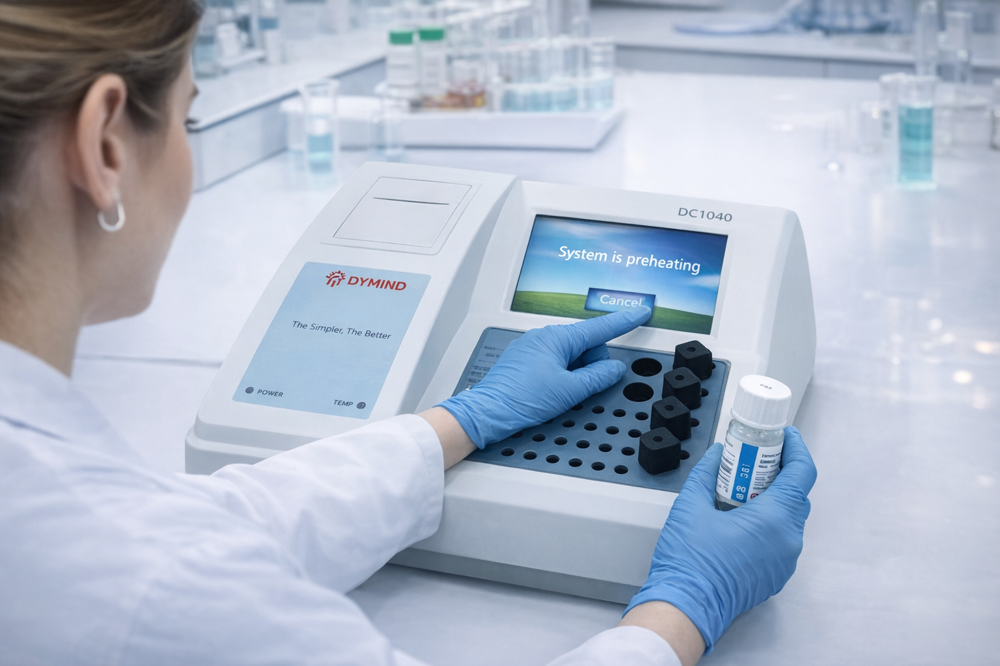 DC1040
System is preheating
Cancel
DYMIND
The Simpler, The Better
POWER
TEMP